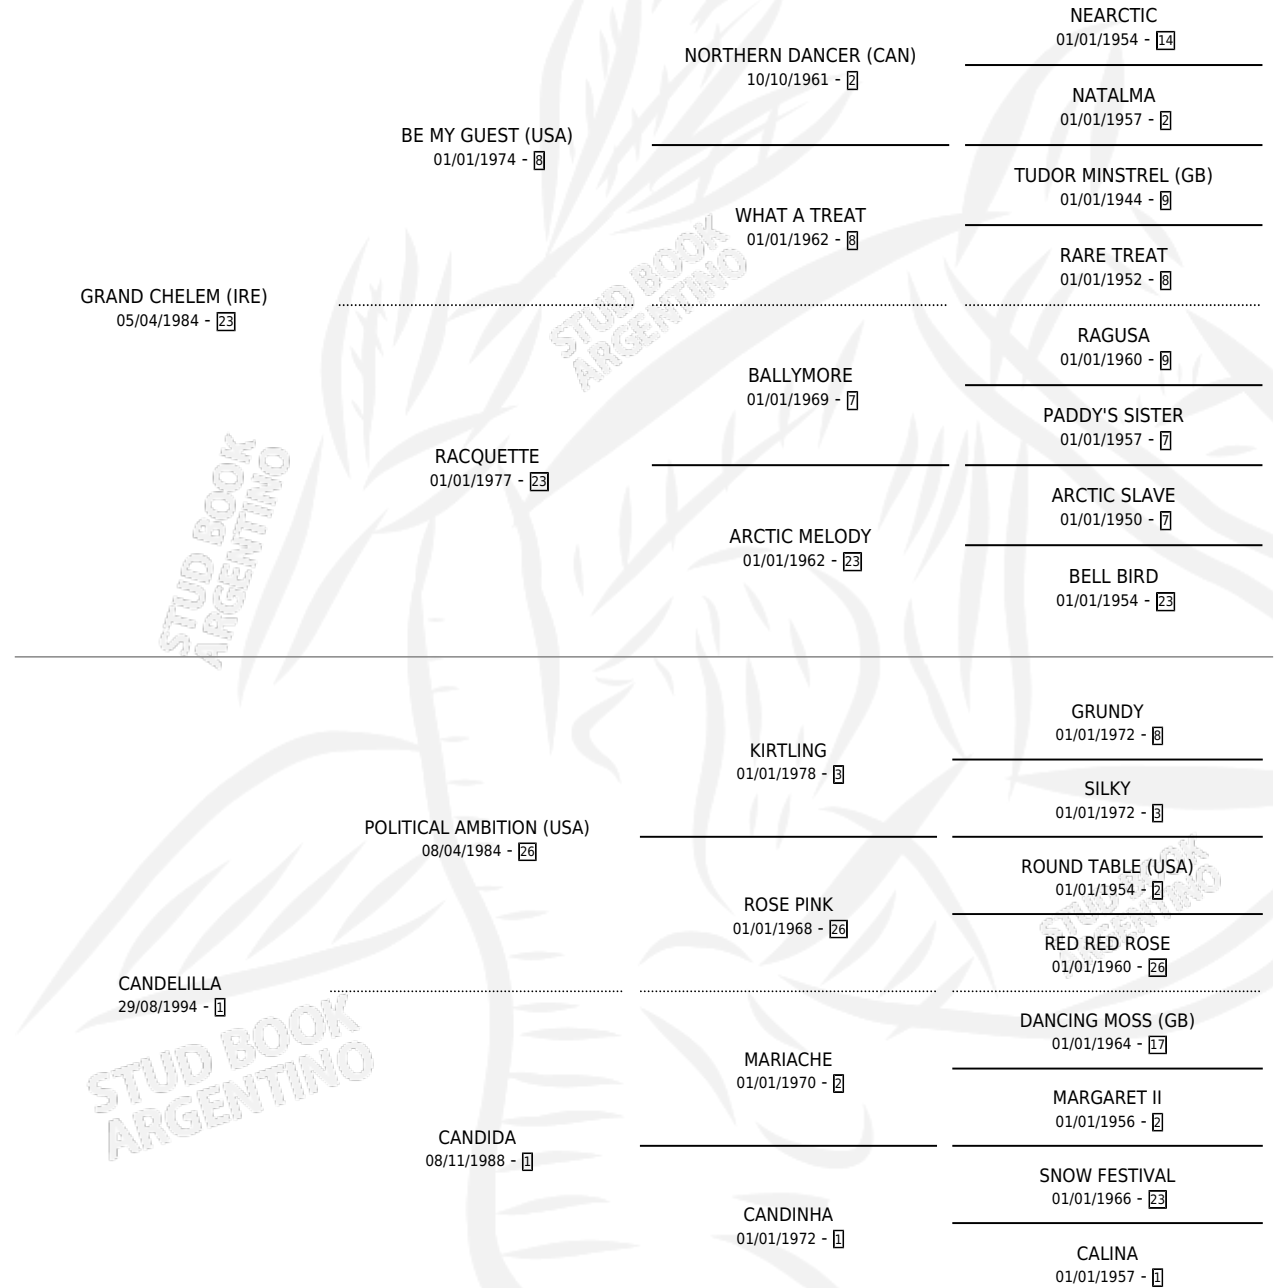 NEARCTIC
01/01/1954 - 14
NORTHERN DANCER (CAN)
10/10/1961 - 2
NATALMA
01/01/1957 - 2
BE MY GUEST (USA)
01/01/1974 - 8
TUDOR MINSTREL (GB)
01/01/1944 - 9
WHAT A TREAT
01/01/1962 - 8
RARE TREAT
01/01/1952 - 8
GRAND CHELEM (IRE)
05/04/1984 - 23
RAGUSA
01/01/1960 - 9
BALLYMORE
01/01/1969 - 7
PADDY'S SISTER
01/01/1957 - 7
RACQUETTE
01/01/1977 - 23
ARCTIC SLAVE
01/01/1950 - 7
ARCTIC MELODY
01/01/1962 - 23
BELL BIRD
01/01/1954 - 23
GRUNDY
01/01/1972 - 8
KIRTLING
01/01/1978 - 3
SILKY
01/01/1972 - 3
POLITICAL AMBITION (USA)
08/04/1984 - 26
ROUND TABLE (USA)
01/01/1954 - 2
ROSE PINK
01/01/1968 - 26
RED RED ROSE
01/01/1960 - 26
CANDELILLA
29/08/1994 - 1
DANCING MOSS (GB)
01/01/1964 - 17
MARIACHE
01/01/1970 - 2
MARGARET II
01/01/1956 - 2
CANDIDA
08/11/1988 - 1
SNOW FESTIVAL
01/01/1966 - 23
CANDINHA
01/01/1972 - 1
CALINA
01/01/1957 - 1
STUD BOOK
ARGENTINO
STUD BOOK
ARGENTINO
STUD BOOK
ARGENTINO
STUD BOOK
ARGENTINO